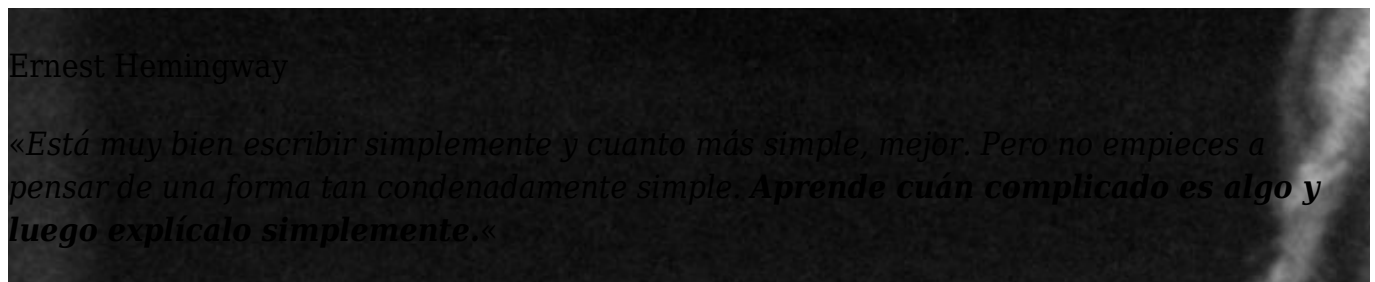 Ernest Hemingway
«Está muy bien escribir simplemente y cuanto más simple, mejor. Pero no empieces a
pensar de una forma tan condenadamente simple. Aprende cuán complicado es algo y
luego explícalo simplemente.«